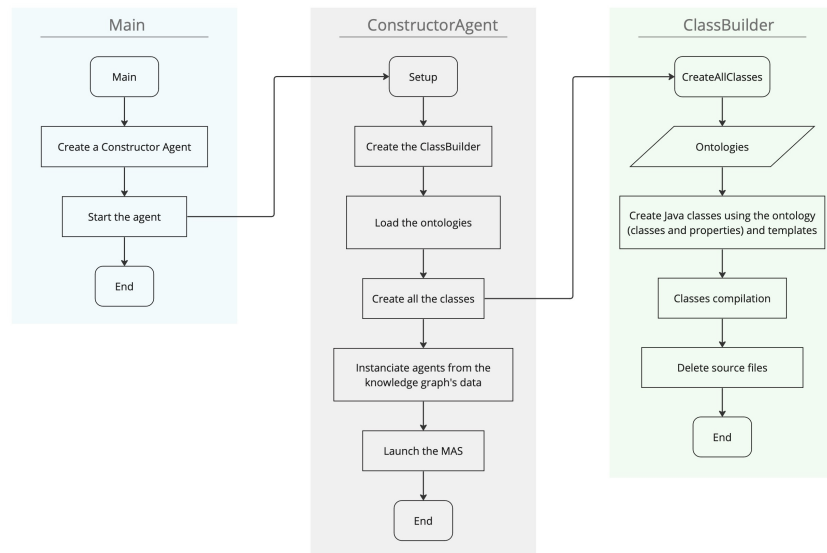 Main
Main
Create a Constructor Agent
Start the agent
End
ConstructorAgent
Setup
Create the ClassBuilder
Load the ontologies
Create all the classes
Instanciate agents from the
knowledge graph's data
Launch the MAS
End
ClassBuilder
CreateAllClasses
Ontologies
Create Java classes using the ontology
(classes and properties) and templates
Classes compilation
Delete source files
End